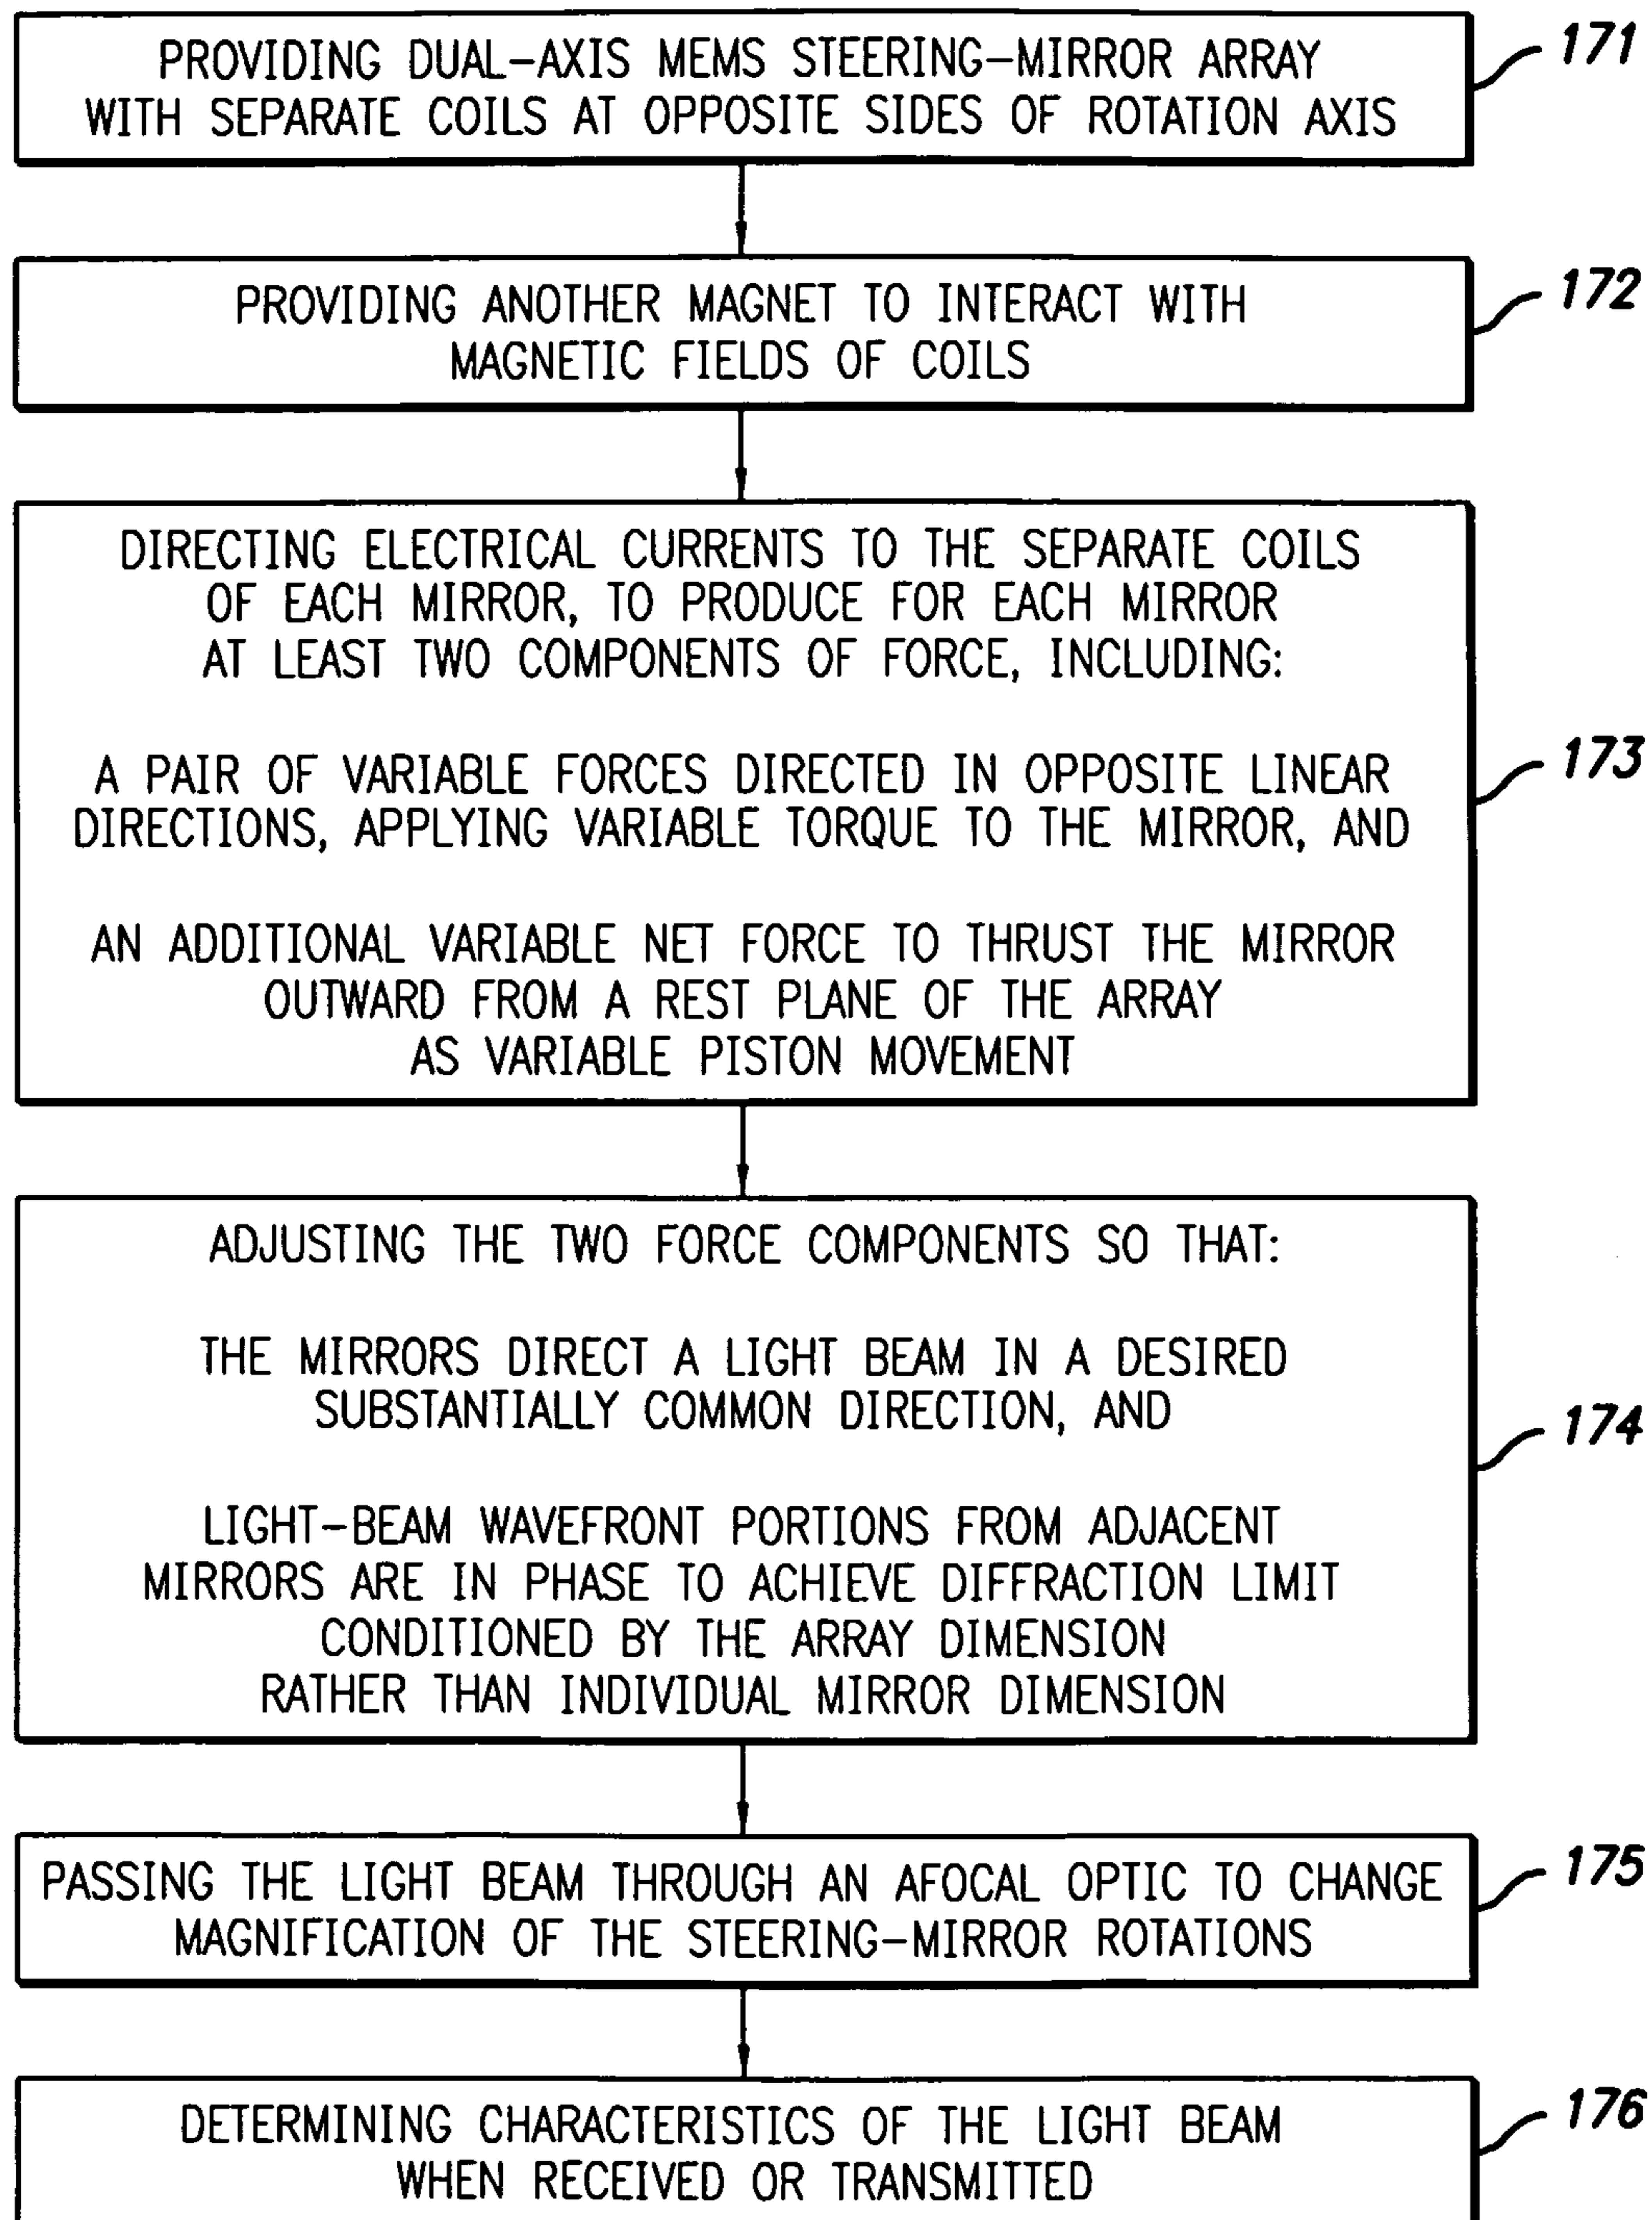 PROVIDING DUAL-AXIS MEMS STEERING-MIRROR ARRAY
WITH SEPARATE COILS AT OPPOSITE SIDES OF ROTATION AXIS
171
PROVIDING ANOTHER MAGNET TO INTERACT WITH
MAGNETIC FIELDS OF COILS
172
DIRECTING ELECTRICAL CURRENTS TO THE SEPARATE COILS
OF EACH MIRROR, TO PRODUCE FOR EACH MIRROR
AT LEAST TWO COMPONENTS OF FORCE, INCLUDING:
A PAIR OF VARIABLE FORCES DIRECTED IN OPPOSITE LINEAR
DIRECTIONS, APPLYING VARIABLE TORQUE TO THE MIRROR, AND
AN ADDITIONAL VARIABLE NET FORCE TO THRUST THE MIRROR
OUTWARD FROM A REST PLANE OF THE ARRAY
AS VARIABLE PISTON MOVEMENT
173
ADJUSTING THE TWO FORCE COMPONENTS SO THAT:
THE MIRRORS DIRECT A LIGHT BEAM IN A DESIRED
SUBSTANTIALLY COMMON DIRECTION, AND
LIGHT-BEAM WAVEFRONT PORTIONS FROM ADJACENT
MIRRORS ARE IN PHASE TO ACHIEVE DIFFRACTION LIMIT
CONDITIONED BY THE ARRAY DIMENSION
RATHER THAN INDIVIDUAL MIRROR DIMENSION
174
PASSING THE LIGHT BEAM THROUGH AN AFOCAL OPTIC TO CHANGE
MAGNIFICATION OF THE STEERING-MIRROR ROTATIONS
175
DETERMINING CHARACTERISTICS OF THE LIGHT BEAM
WHEN RECEIVED OR TRANSMITTED
176